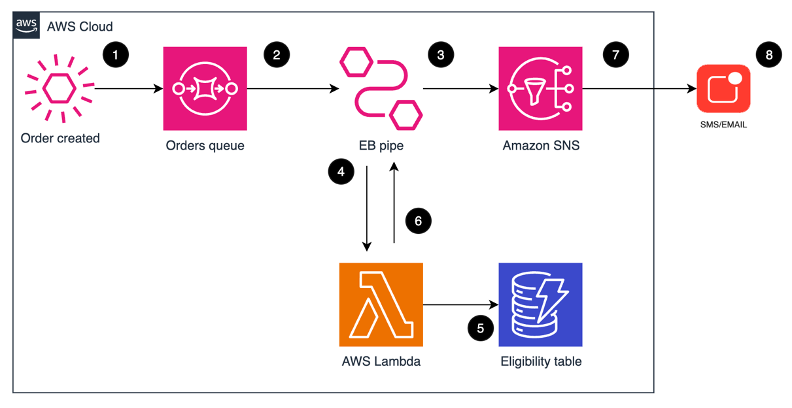 aws
AWS Cloud
1
2
3
7
8
Order created
Orders queue
EB pipe
Amazon SNS
SMS/EMAIL
4
6
5
AWS Lambda
Eligibility table